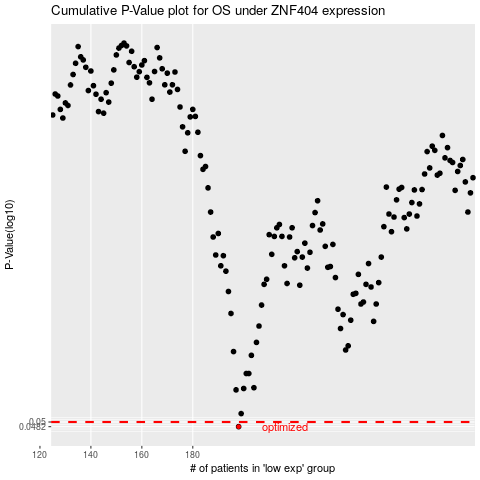 Cumulative P-Value plot for OS under ZNF404 expression
P-Value(log10)
0.05
0.0482
optimized
120 140 160 180
# of patients in 'low exp' group